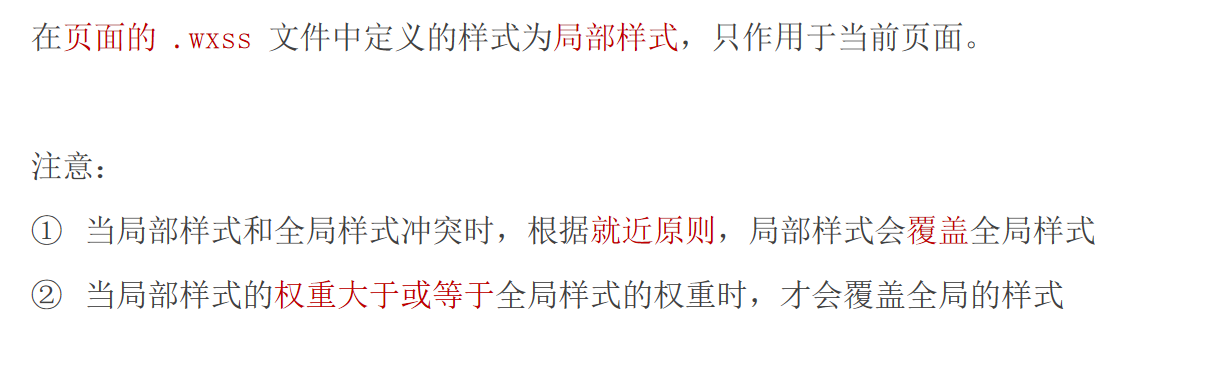 在页面的 .wxss 文件中定义的样式为局部样式，只作用于当前页面。
注意：
① 当局部样式和全局样式冲突时，根据就近原则，局部样式会覆盖全局样式
② 当局部样式的权重大于或等于全局样式的权重时，才会覆盖全局的样式